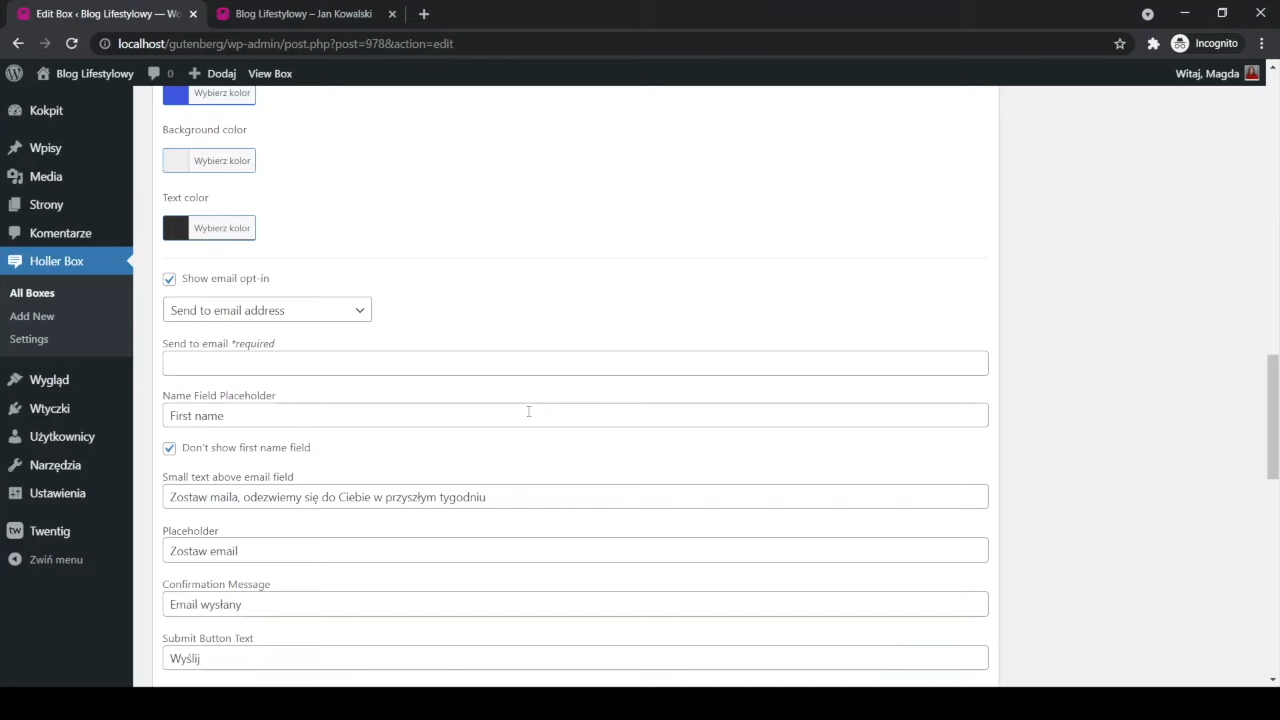 Edit Box ‹ Blog Lifestylowy — Wo
Blog Lifestylowy – Jan Kowalski
localhost/gutenberg/wp-admin/post.php?post=978&action=edit
Incognito
Blog Lifestylowy
0
Dodaj
View Box
Witaj, Magda
Kokpit
Wpisy
Media
Strony
Komentarze
Holler Box
All Boxes
Add New
Settings
Wygląd
Wtyczki
Użytkownicy
Narzędzia
Ustawienia
tw
Twentig
Zwiń menu
Wybierz kolor
Background color
Wybierz kolor
Text color
Wybierz kolor
Show email opt-in
Send to email address
Send to email *required
Name Field Placeholder
First name
Don't show first name field
Small text above email field
Zostaw maila, odezwiemy się do Ciebie w przyszłym tygodniu
Placeholder
Zostaw email
Confirmation Message
Email wysłany
Submit Button Text
Wyślij